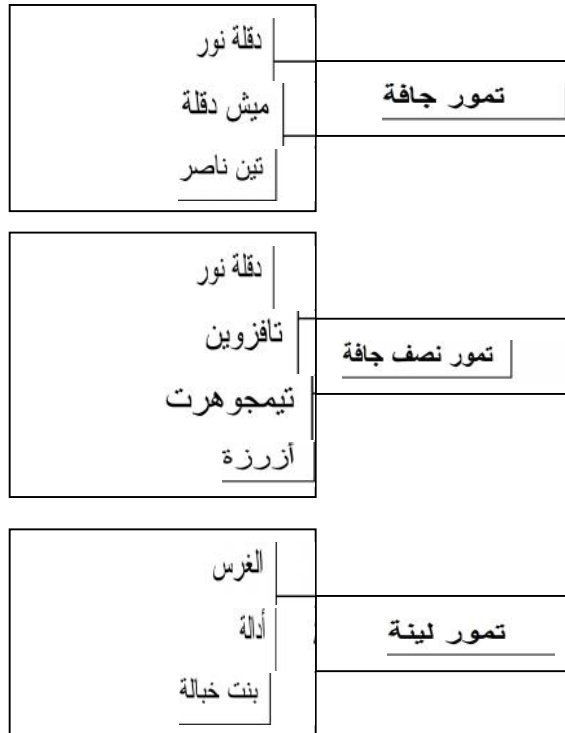 تمور جافة
دقلة نور
ميش دقلة
تين ناصر
تمور نصف جافة
دقلة نور
تافزوين
تيمجوهرت
أزرزة
تمور لينة
الغرس
أدالة
بنت خبالة